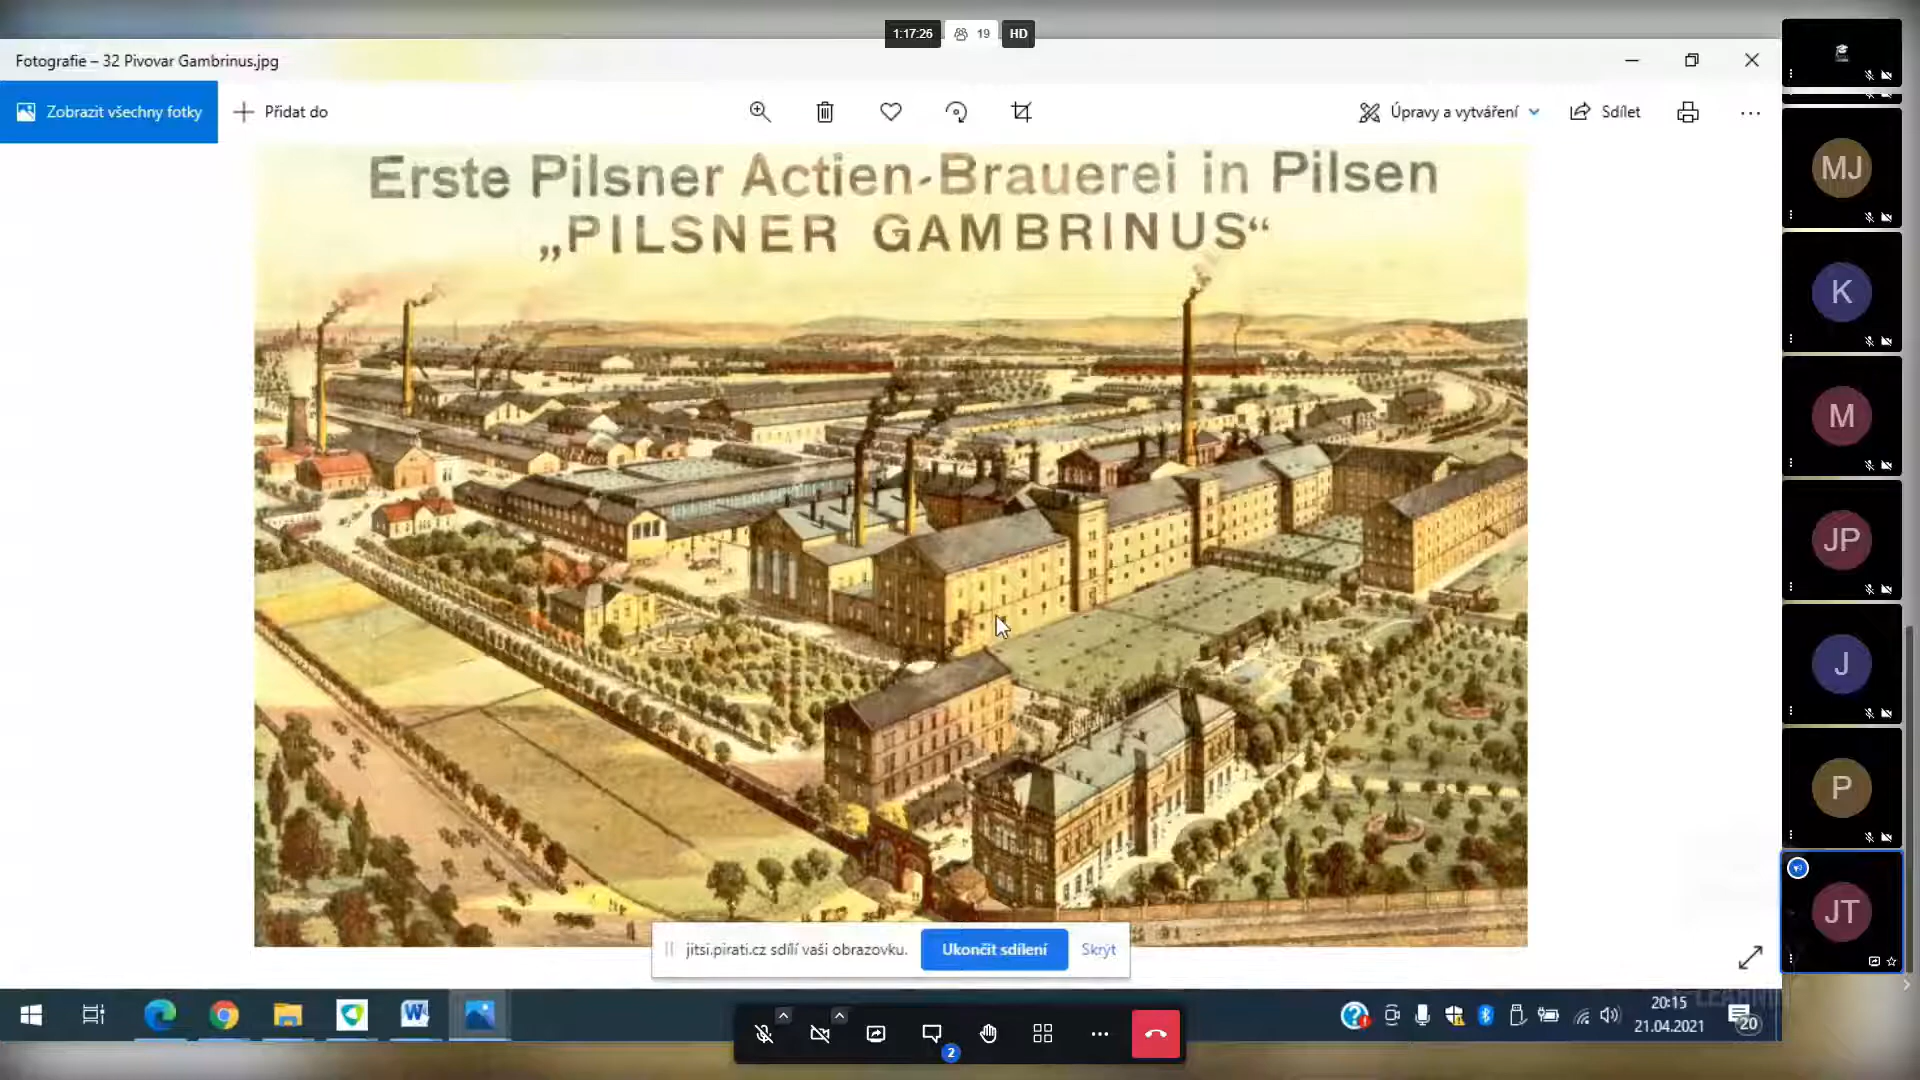 1:17:26
19
HD
Fotografie – 32 Pivovar Gambrinus.jpg
Zobrazit všechny fotky
Přidat do
Úpravy a vytváření
Sdílet
Erste Pilsner Actien-Brauerei in Pilsen
„PILSNER GAMBRINUS“
MJ
K
M
JP
J
P
JT
jitsi.pirati.cz sdílí vaši obrazovku.
Ukončit sdílení
Skrýt
20:15
21.04.2021
20
2